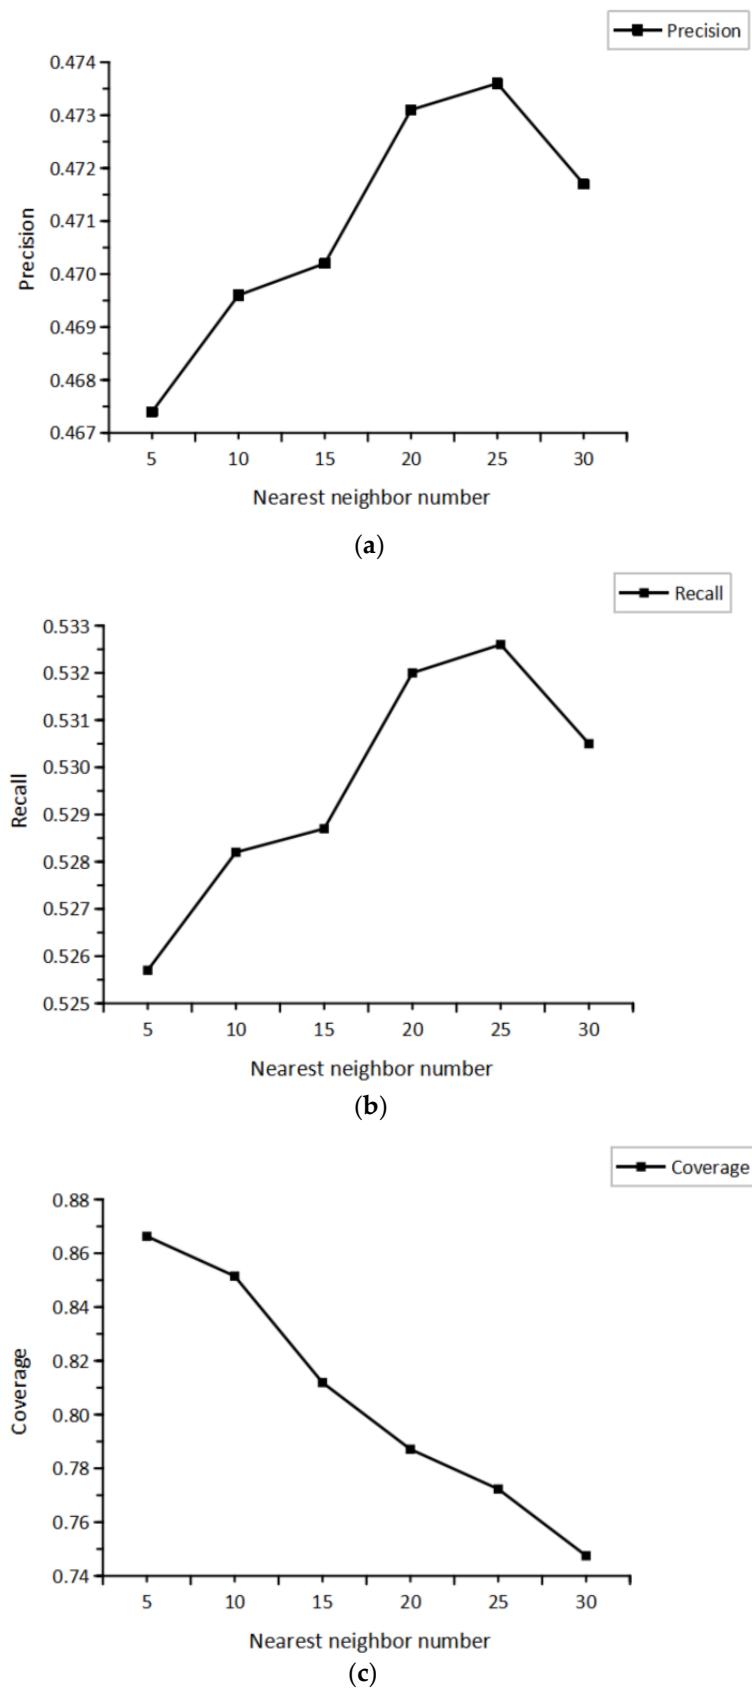 Precision
0.474
0.473
0.472
0.471
0.470
0.469
0.468
0.467
Precision
5 10 15 20 25 30
Nearest neighbor number
(a)
Recall
0.533
0.532
0.531
0.530
0.529
0.528
0.527
0.526
0.525
Recall
5 10 15 20 25 30
Nearest neighbor number
(b)
Coverage
0.88
0.86
0.84
0.82
0.80
0.78
0.76
0.74
Coverage
5 10 15 20 25 30
Nearest neighbor number
(c)